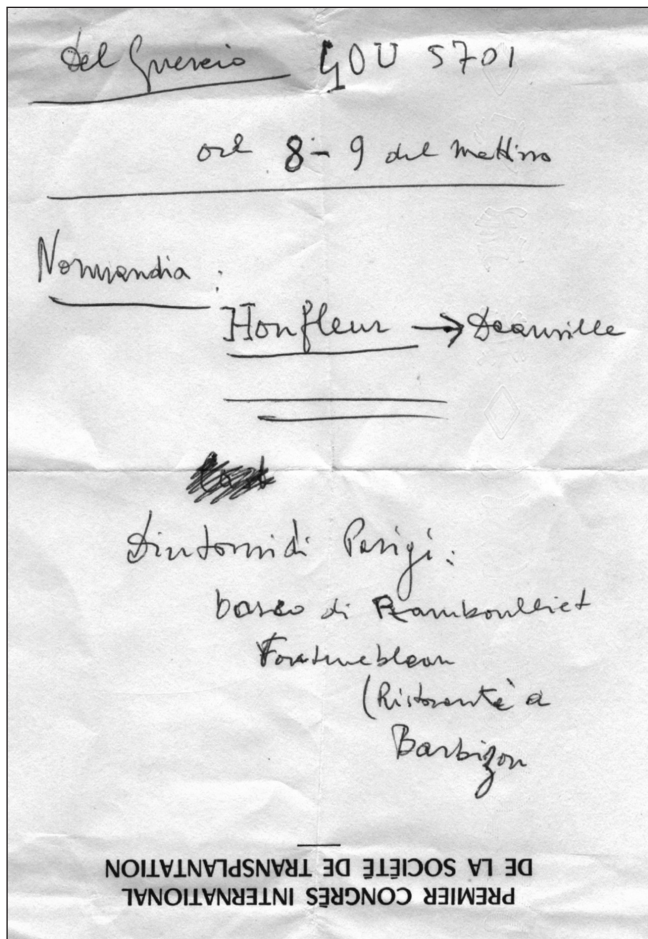 Del Guercio GOU 5701
ore 8-9 del mattino
Normandia :
Honfleur → Deauville
Dintorni di Parigi :
bosco di Ramboulliet
Fontainebleau
(Ristorante a
Barbizon
PREMIER CONGRÈS INTERNATIONAL
DE LA SOCIÉTÉ DE TRANSPLANTATION